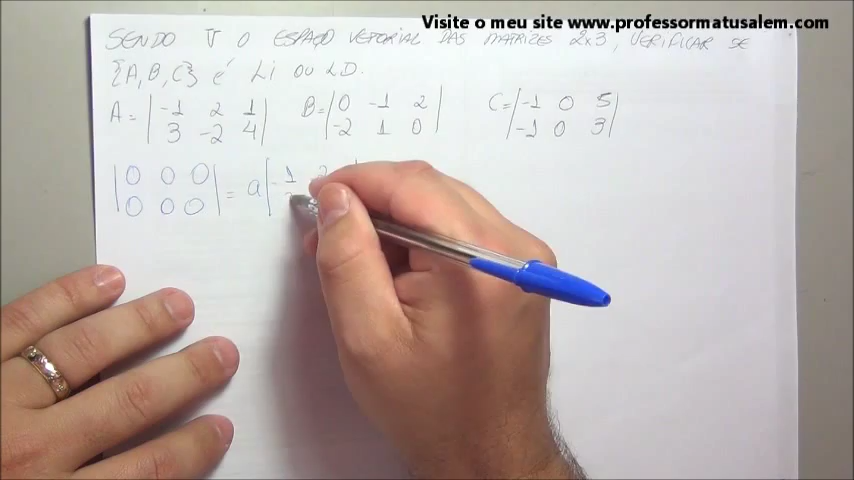 Visite o meu site www.professormatusalem.com
SENDO V O ESPAÇO VETORIAL DAS MATRIZES 2x3, VERIFICAR SE
{A, B, C} É Li OU LD.
A = |-1 2 1| B = |0 -1 2| C = |-1 0 5|
|3 -2 4| |-2 1 0| |-1 0 3|
|0 0 0| = a |-1 2
|0 0 0|